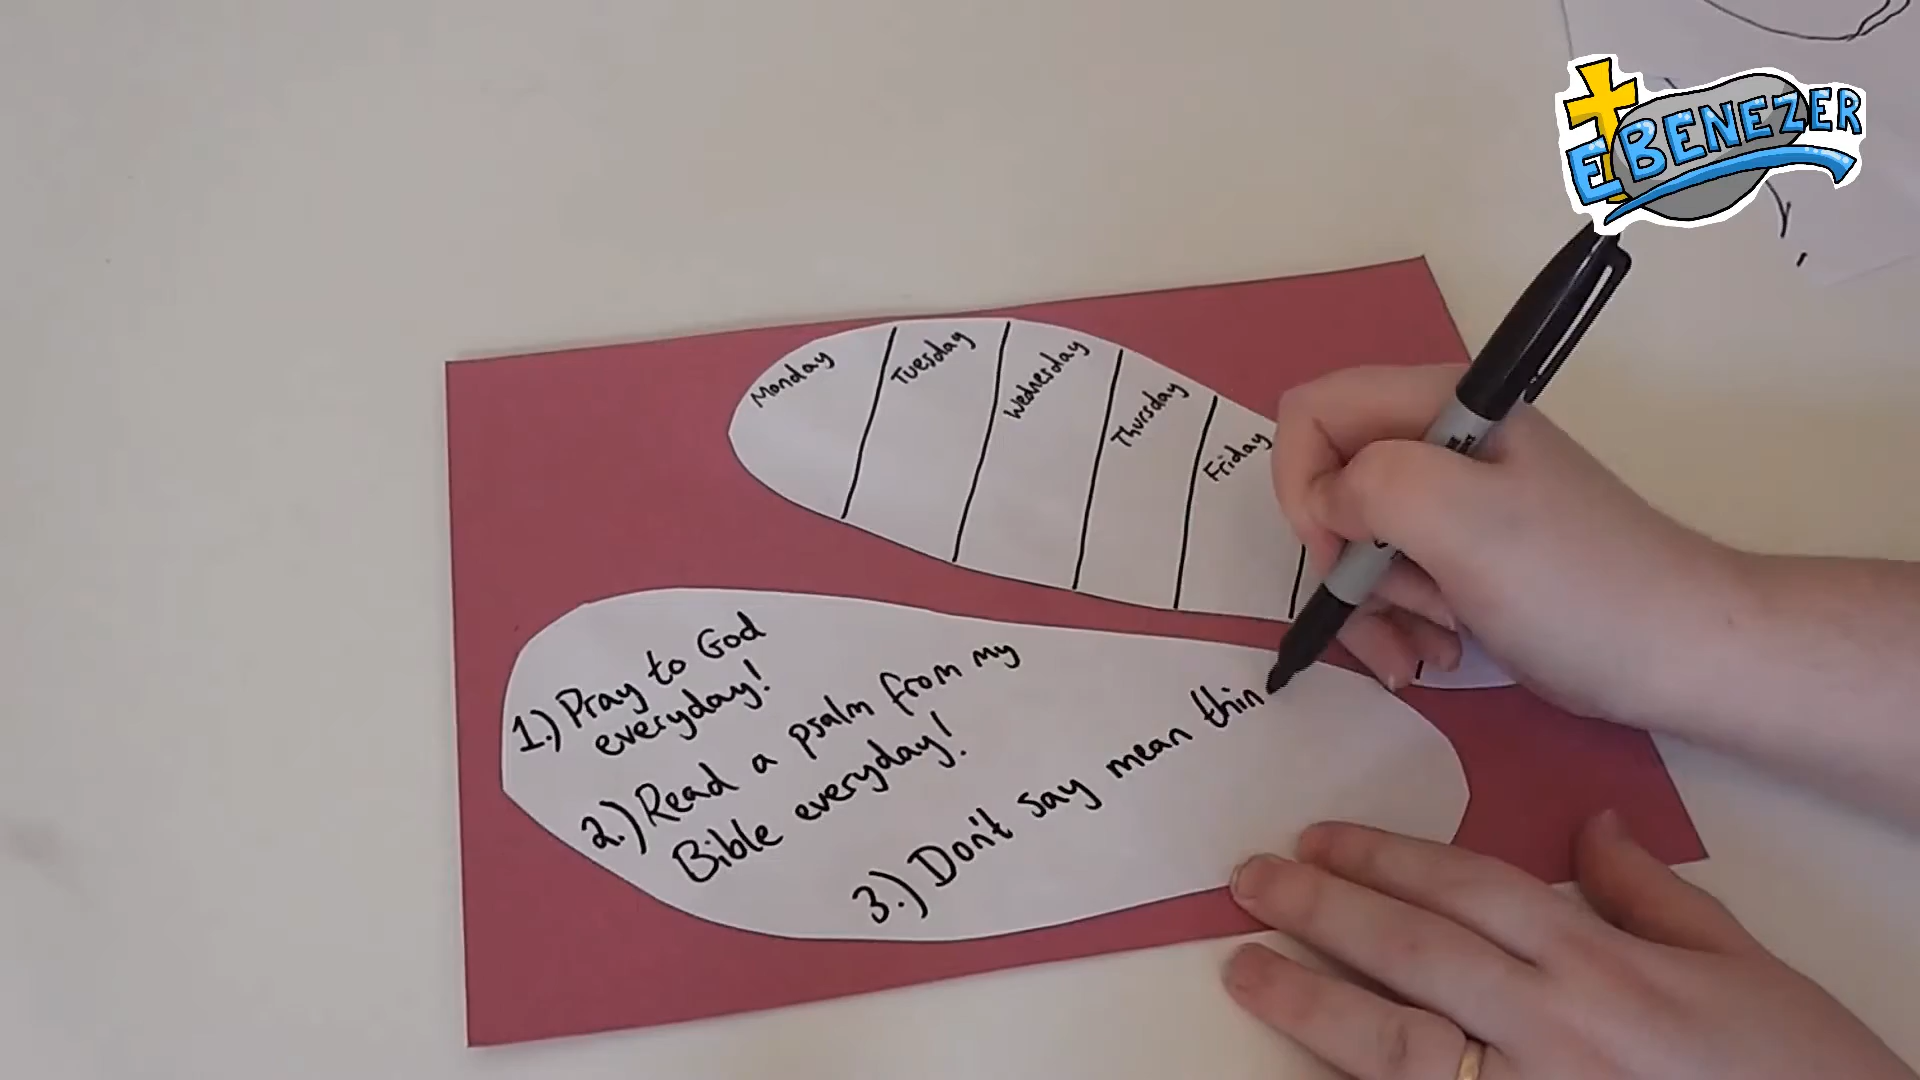 EBENEZER
Monday
Tuesday
Wednesday
Thursday
Friday
1.) Pray to God
everyday!
2.) Read a psalm from my
Bible everyday!
3.) Don't say mean thin